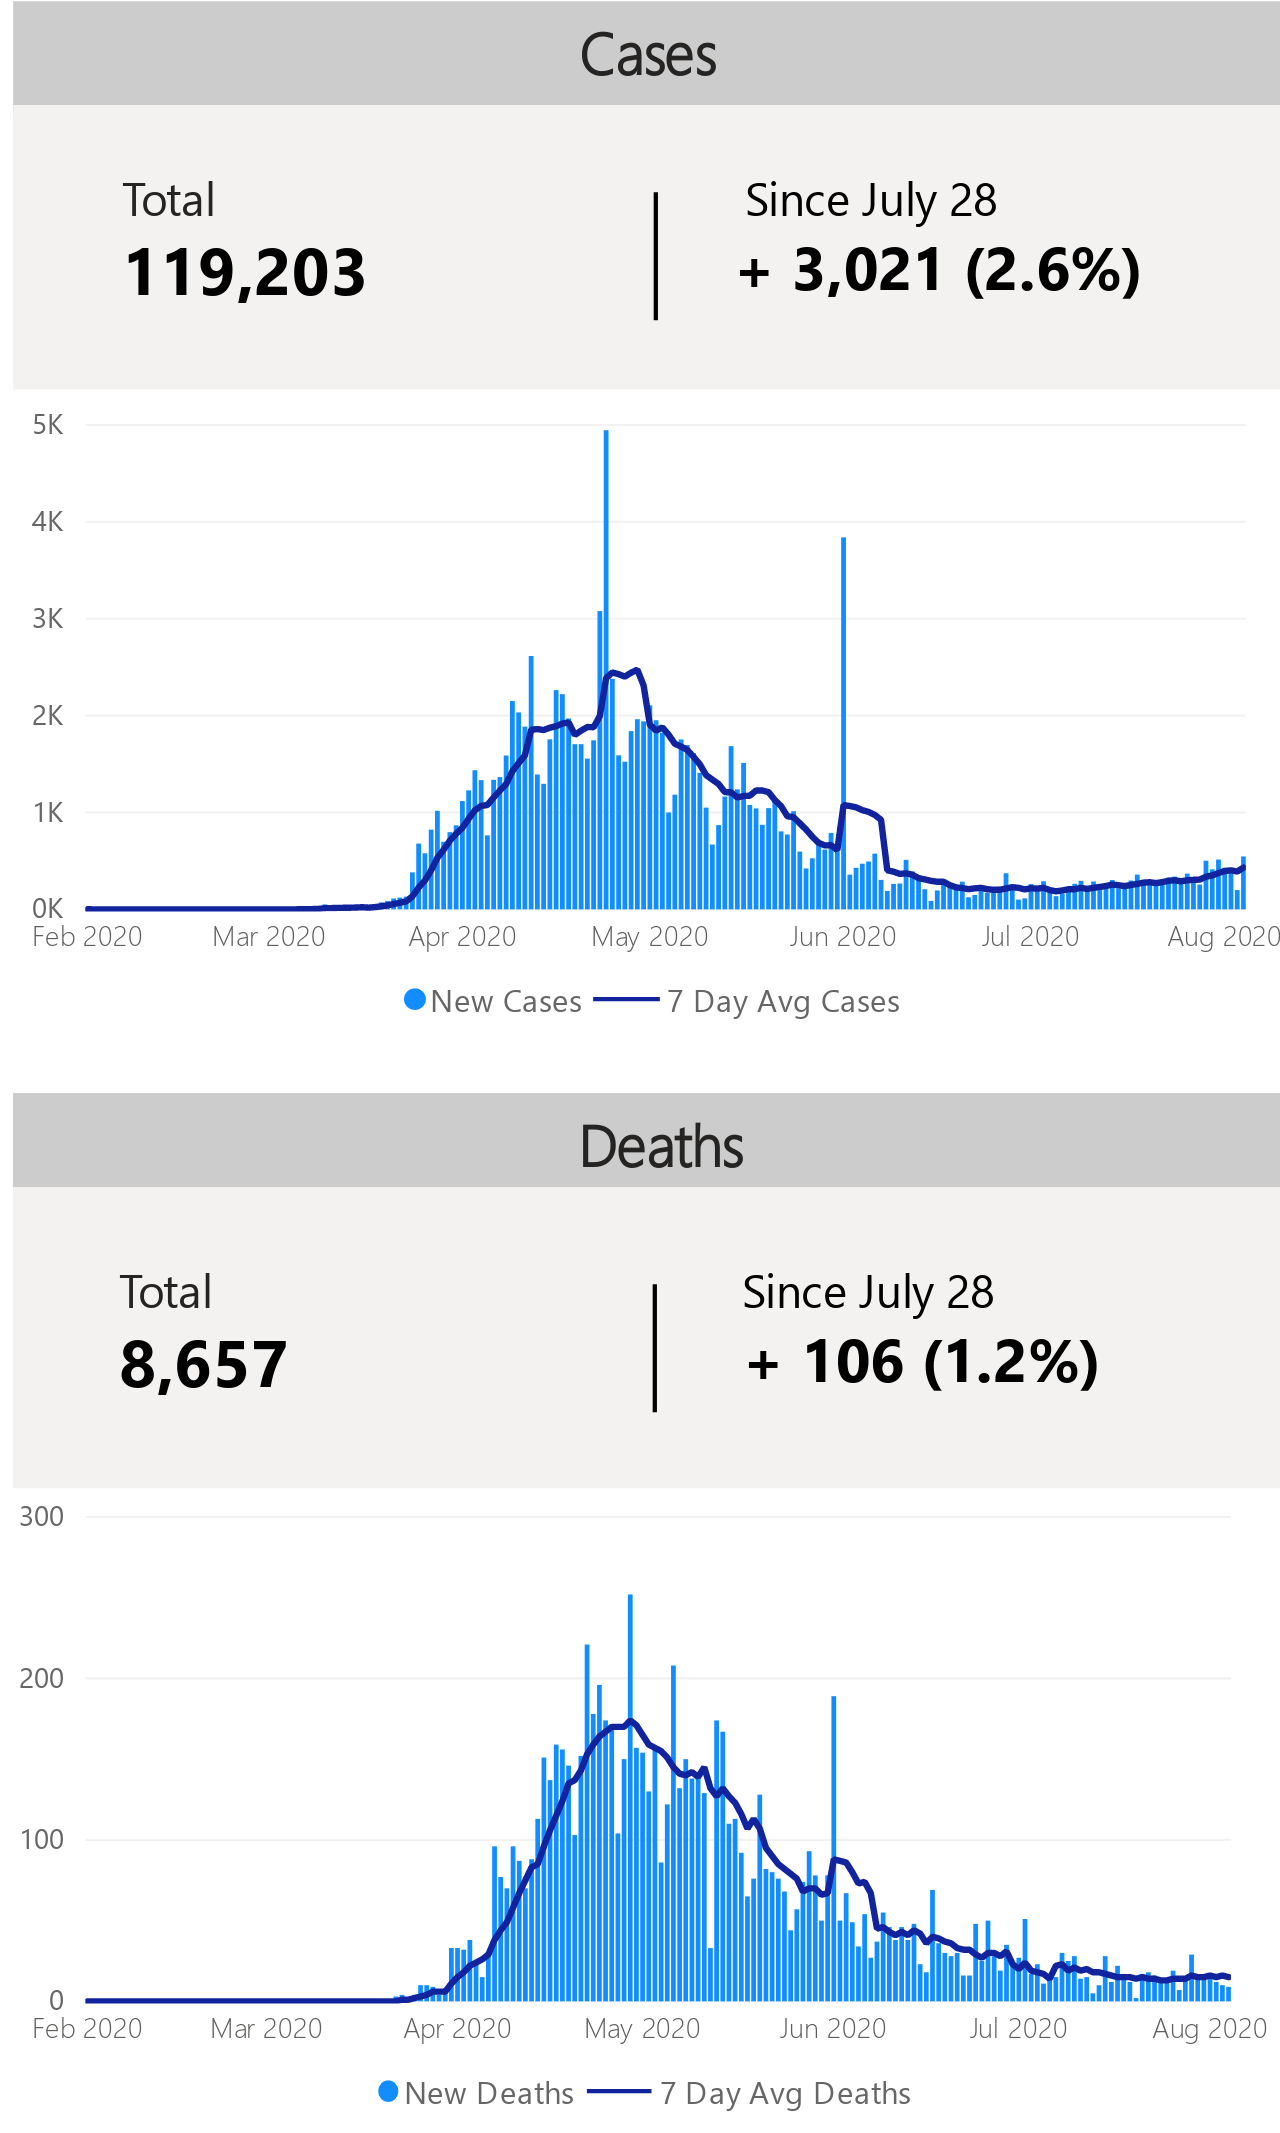 Cases
Total
Since July 28
119,203
+ 3,021 (2.6%)
5K
4K
3K
2K
1K
0K
Feb 2020 Mar 2020 Apr 2020 May 2020 Jun 2020 Jul 2020 Aug 2020
New Cases 7 Day Avg Cases
Deaths
Total
Since July 28
8,657
+ 106 (1.2%)
300
200
100
0
Feb 2020 Mar 2020 Apr 2020 May 2020 Jun 2020 Jul 2020 Aug 2020
New Deaths 7 Day Avg Deaths